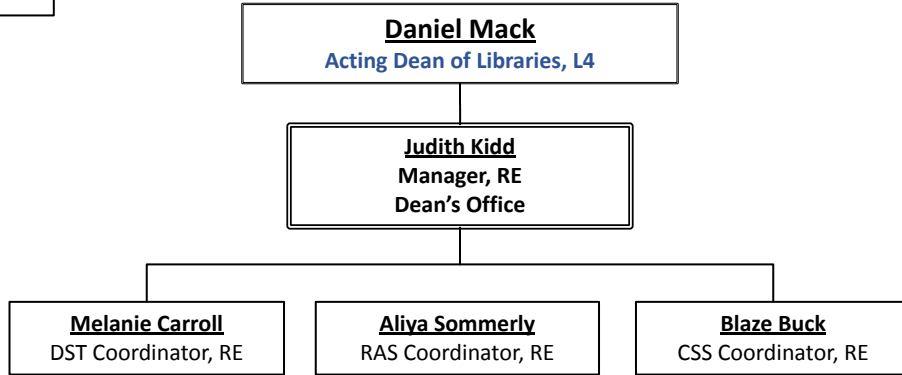 Daniel Mack
Acting Dean of Libraries, L4
Judith Kidd
Manager, RE
Dean’s Office
Melanie Carroll
DST Coordinator, RE
Aliya Sommerly
RAS Coordinator, RE
Blaze Buck
CSS Coordinator, RE